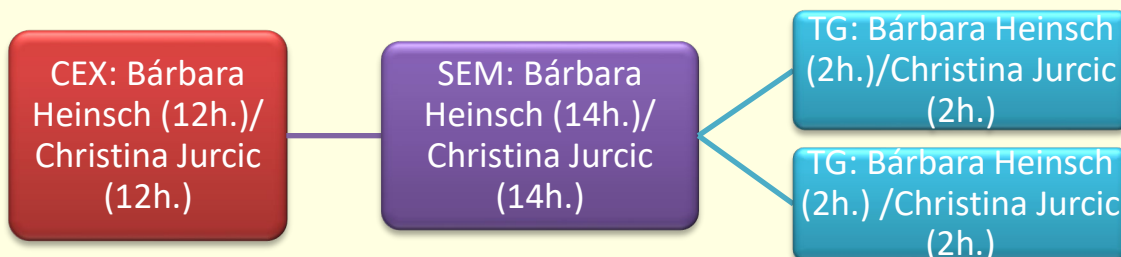 CEX: Bárbara
Heinsch (12h.)/
Christina Jurcic
(12h.)
SEM: Bárbara
Heinsch (14h.)/
Christina Jurcic
(14h.)
TG: Bárbara Heinsch
(2h.)/Christina Jurcic
(2h.)
TG: Bárbara Heinsch
(2h.) /Christina Jurcic
(2h.)